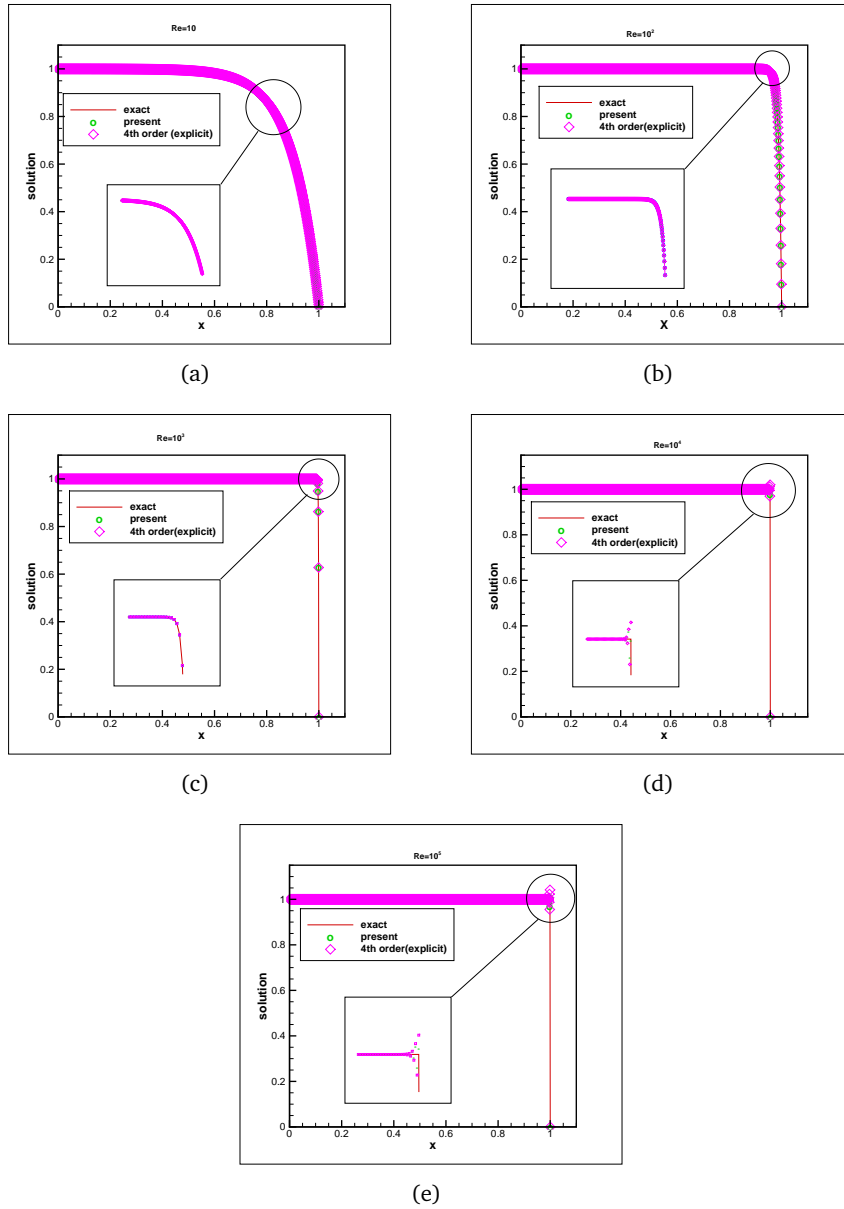 Re=10
solution
1
0.8
0.6
0.4
0.2
0
exact
present
4th order (explicit)
0
0.2
0.4
0.6
0.8
1
x
(a)
Re=10²
solution
1
0.8
0.6
0.4
0.2
0
exact
present
4th order(explicit)
0
0.2
0.4
0.6
0.8
1
X
(b)
Re=10³
solution
1
0.8
0.6
0.4
0.2
0
exact
present
4th order(explicit)
0
0.2
0.4
0.6
0.8
1
x
(c)
Re=10⁴
solution
1
0.8
0.6
0.4
0.2
0
exact
present
4th order(explicit)
0
0.2
0.4
0.6
0.8
1
x
(d)
Re=10⁵
solution
1
0.8
0.6
0.4
0.2
0
exact
present
4th order(explicit)
0
0.2
0.4
0.6
0.8
1
x
(e)